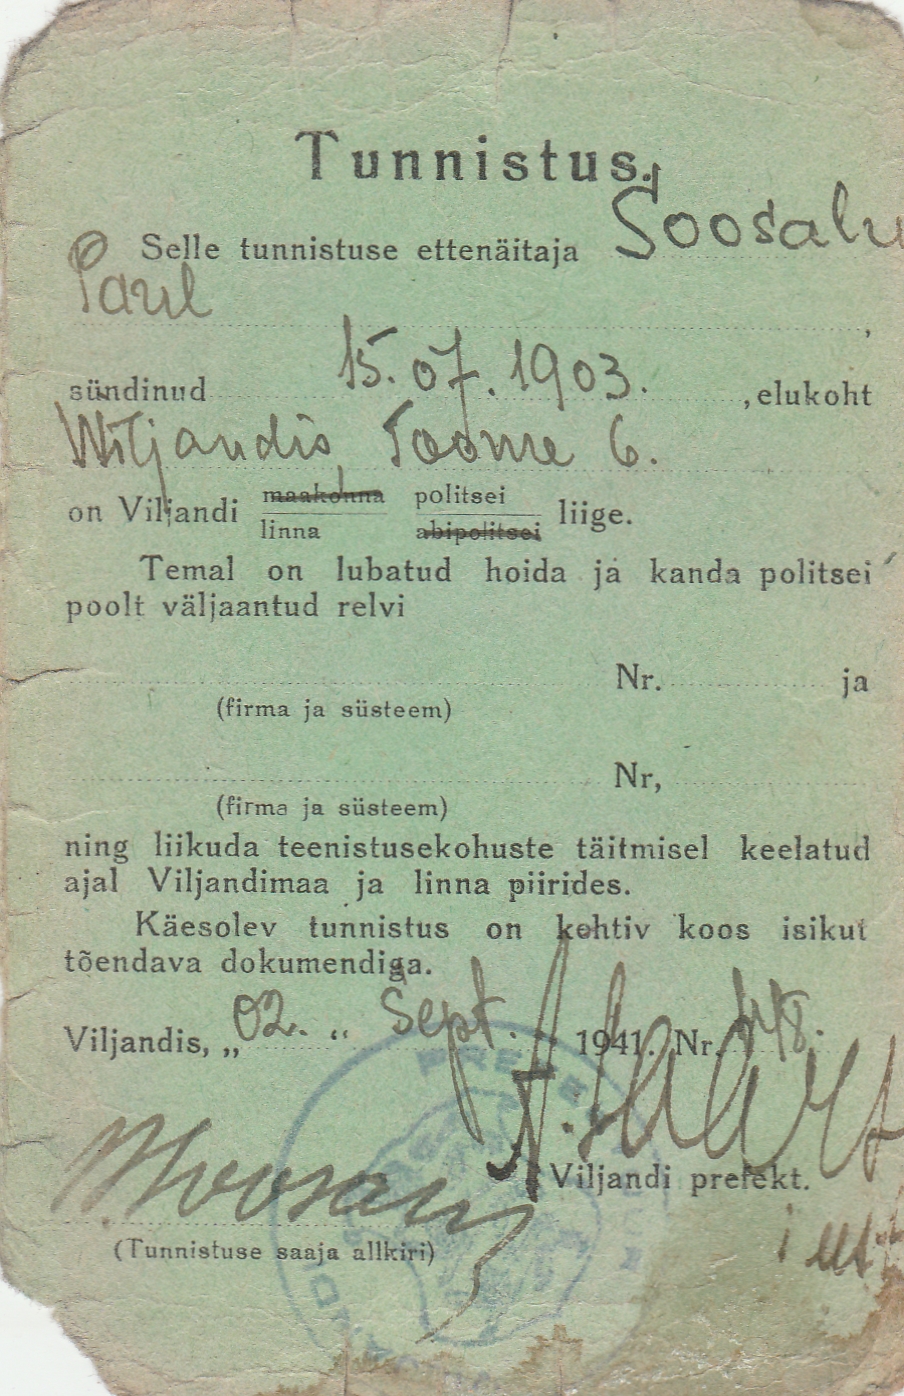 Tunnistus.
Selle tunnistuse ettenäitaja Soosalu
Paul
,
sündinud 15.07.1903. , elukoht
Wiljandis, Toome 6.
on Viljandi maakonna politsei
linna abipolitsei liige.
Temal on lubatud hoida ja kanda politsei
poolt väljaantud relvi
Nr. ja
(firma ja süsteem)
Nr,
(firma ja süsteem)
ning liikuda teenistusekohuste täitmisel keelatud
ajal Viljandimaa ja linna piirides.
Käesolev tunnistus on kehtiv koos isikut
tõendava dokumendiga.
Viljandis, „02. “ Sept. 1941. Nr.
Viljandi prefekt.
(Tunnistuse saaja allkiri)